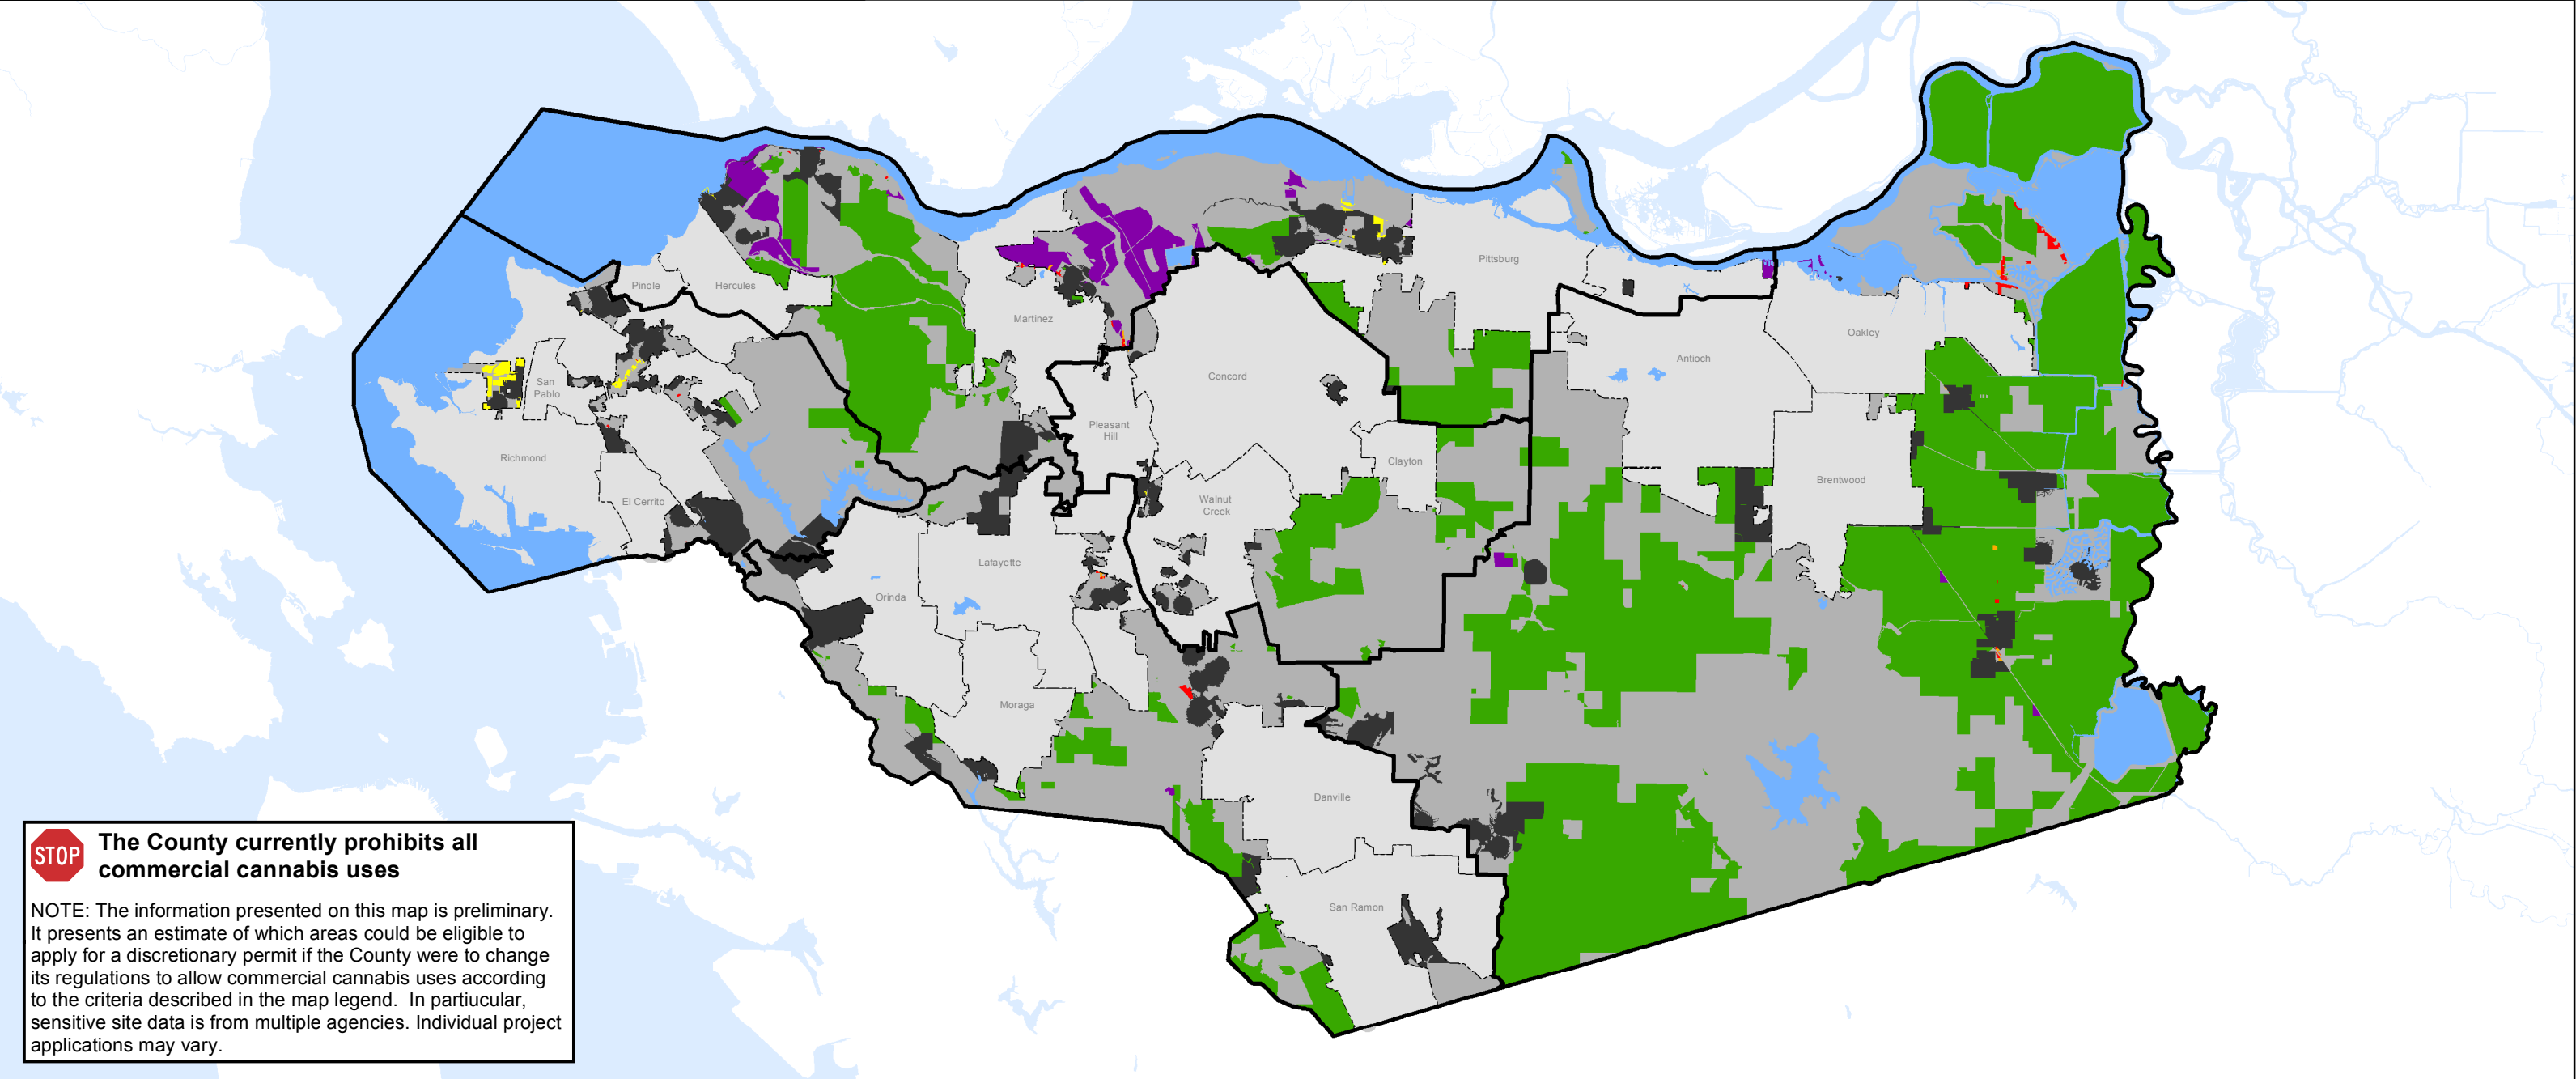 Pinole
Hercules
Martinez
Pittsburg
Oakley
Antioch
Concord
San
Pablo
Pleasant
Hill
Clayton
Richmond
Brentwood
El Cerrito
Walnut
Creek
Lafayette
Orinda
Moraga
Danville
San Ramon
STOP
The County currently prohibits all
commercial cannabis uses
NOTE: The information presented on this map is preliminary.
It presents an estimate of which areas could be eligible to
apply for a discretionary permit if the County were to change
its regulations to allow commercial cannabis uses according
to the criteria described in the map legend.  In partiucular,
sensitive site data is from multiple agencies. Individual project
applications may vary.